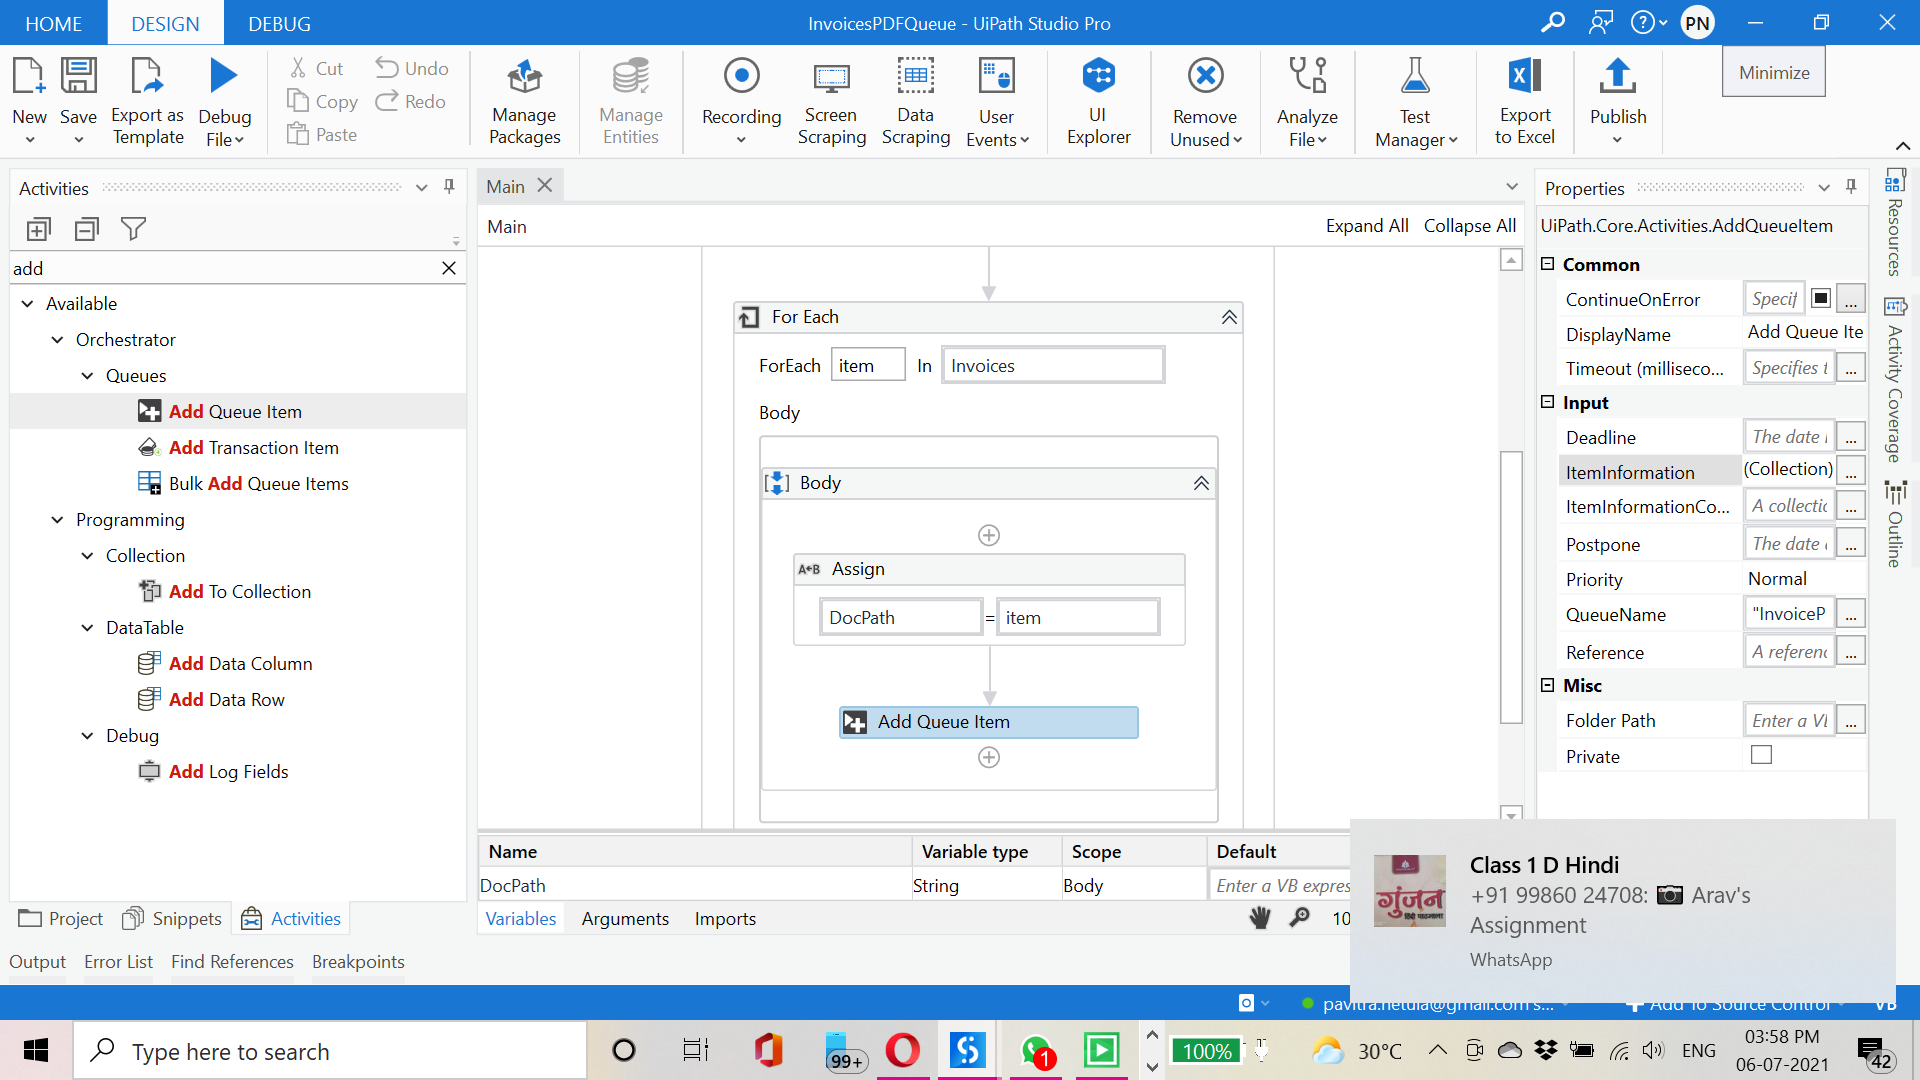 HOME DESIGN DEBUG
InvoicesPDFQueue - UiPath Studio Pro
PN
New
Save
Export as Template
Debug File
Cut
Copy
Paste
Undo
Redo
Manage Packages
Manage Entities
Recording
Screen Scraping
Data Scraping
User Events
UI Explorer
Remove Unused
Analyze File
Test Manager
Export to Excel
Publish
Minimize
Activities
add
Available
Orchestrator
Queues
Add Queue Item
Add Transaction Item
Bulk Add Queue Items
Programming
Collection
Add To Collection
DataTable
Add Data Column
Add Data Row
Debug
Add Log Fields
Project
Snippets
Activities
Main
Main
Expand All Collapse All
For Each
ForEach item In Invoices
Body
Body
A B Assign
DocPath = item
Add Queue Item
Name Variable type Scope Default
DocPath String Body Enter a VB expres
Variables Arguments Imports
10
Properties
UiPath.Core.Activities.AddQueueItem
Common
ContinueOnError Specif ...
DisplayName Add Queue Ite
Timeout (milliseco... Specifies t ...
Input
Deadline The date ...
ItemInformation (Collection) ...
ItemInformationCo... A collectic ...
Postpone The date ...
Priority Normal
QueueName "InvoiceP ...
Reference A referenc ...
Misc
Folder Path Enter a VB ...
Private
Resources
Activity Coverage
Outline
Output Error List Find References Breakpoints
गुंजन
हिंदी पाठमाला
Class 1 D Hindi
+91 99860 24708: 📷 Arav's
Assignment
WhatsApp
pavitra.hetula@gmail.com's...
Add To Source Control
VB
Type here to search
99+
1
100%
30°C
ENG
03:58 PM
06-07-2021
42